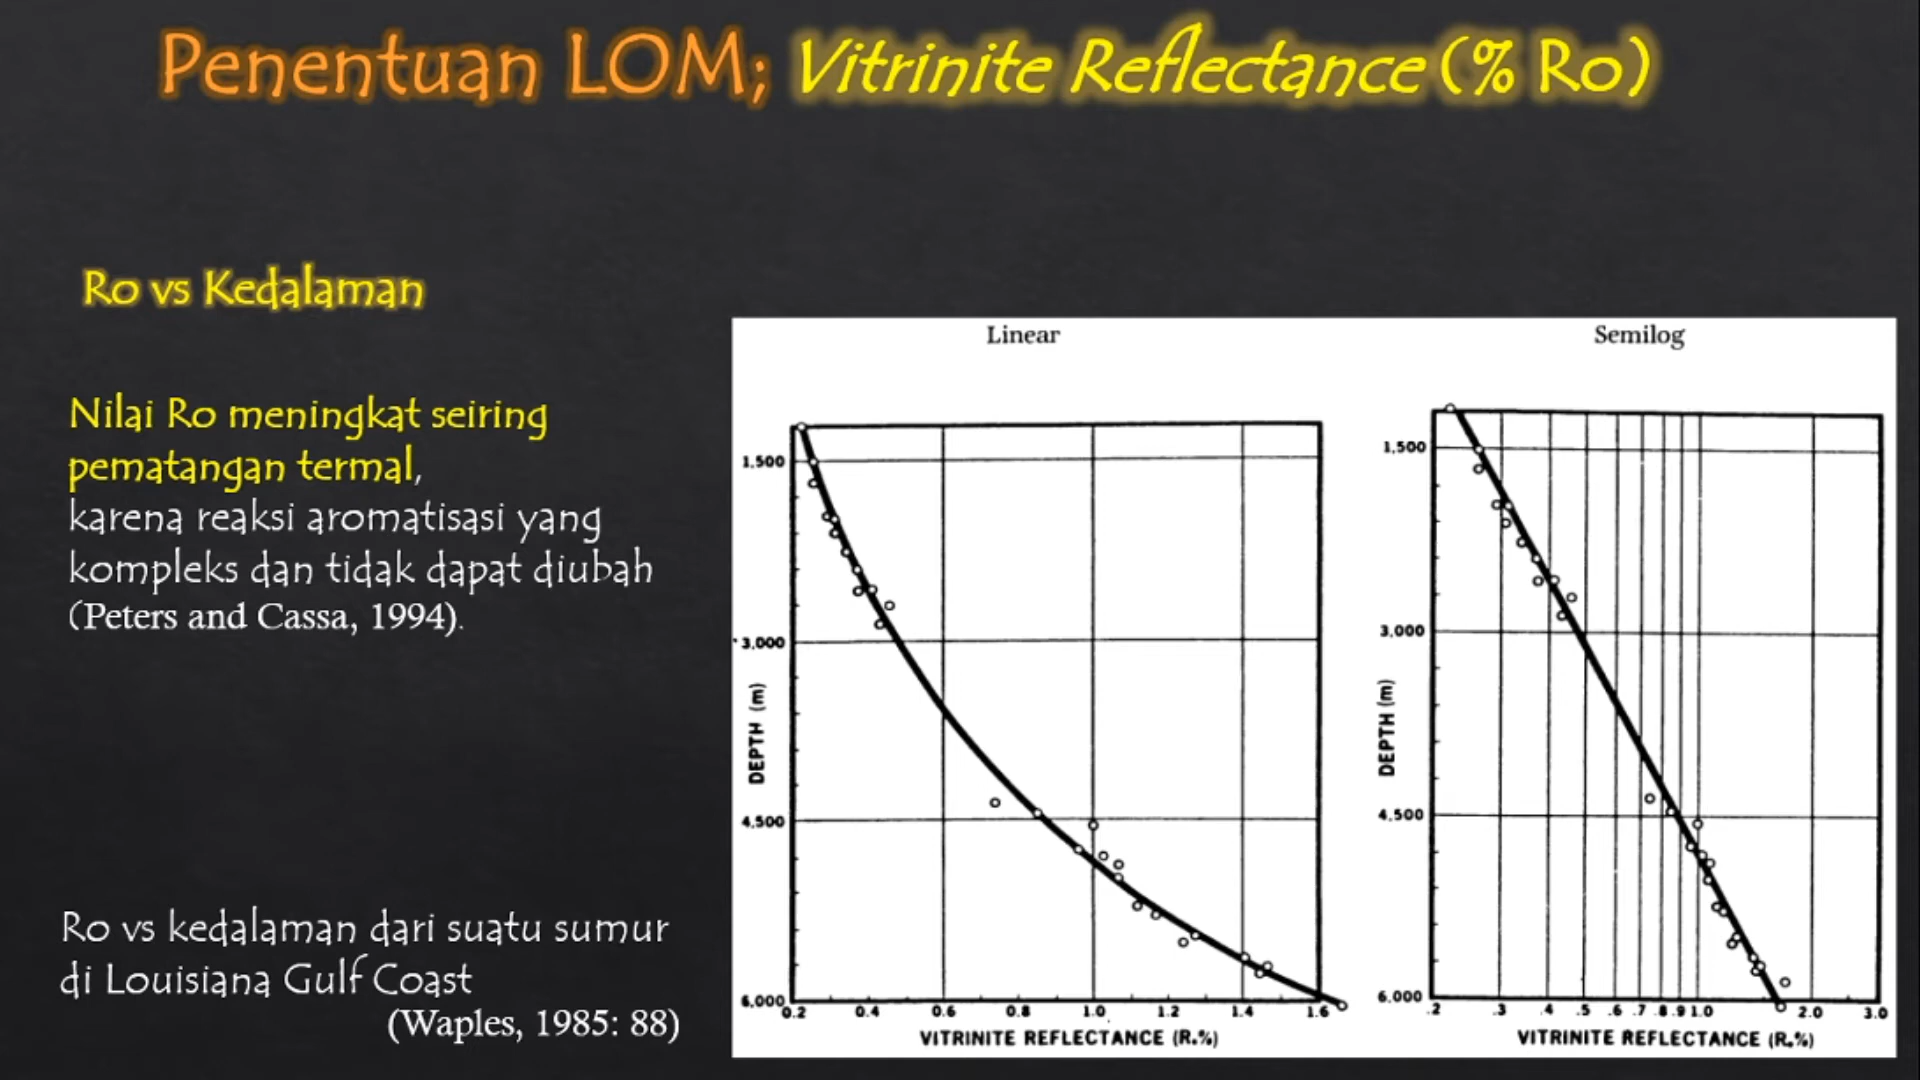 Penentuan LOM; Vitrinite Reflectance (% Ro)
Ro vs Kedalaman
Nilai Ro meningkat seiring
pematangan termal,
karena reaksi aromatisasi yang
kompleks dan tidak dapat diubah
(Peters and Cassa, 1994).
Ro vs kedalaman dari suatu sumur
di Louisiana Gulf Coast
(Waples, 1985: 88)
Linear
1.500
3.000
4.500
6.000
DEPTH (m)
0.2 0.4 0.6 0.8 1.0 1.2 1.4 1.6
VITRINITE REFLECTANCE (R.%)
Semilog
1.500
3.000
4.500
6.000
DEPTH (m)
.2 .3 .4 .5 .6 .7 .8 .9 1.0 2.0 3.0
VITRINITE REFLECTANCE (R.%)